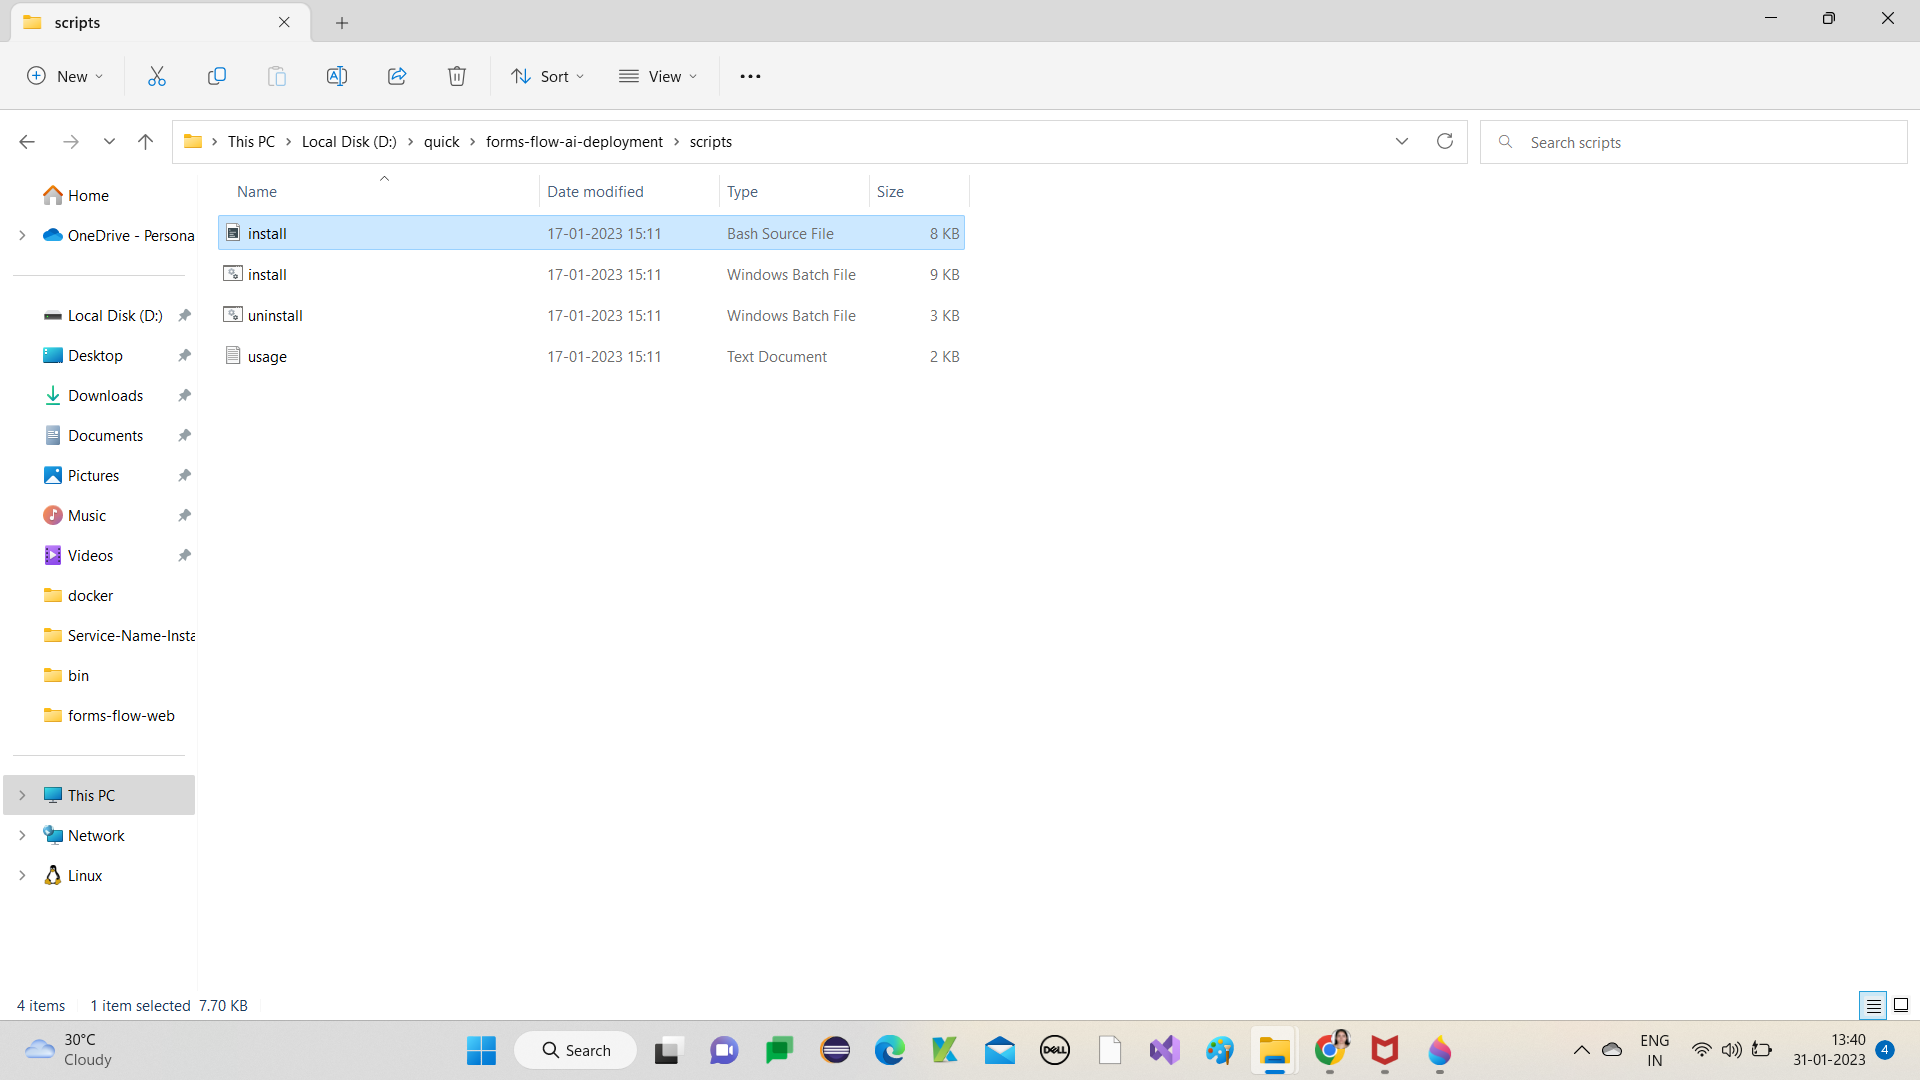 scripts
New
Sort
View
This PC
Local Disk (D:)
quick
forms-flow-ai-deployment
scripts
Search scripts
Home
OneDrive - Persona
Local Disk (D:)
Desktop
Downloads
Documents
Pictures
Music
Videos
docker
Service-Name-Insta
bin
forms-flow-web
This PC
Network
Linux
Name Date modified Type Size
install 17-01-2023 15:11 Bash Source File 8 KB
install 17-01-2023 15:11 Windows Batch File 9 KB
uninstall 17-01-2023 15:11 Windows Batch File 3 KB
usage 17-01-2023 15:11 Text Document 2 KB
4 items 1 item selected 7.70 KB
30°C
Cloudy
Search
DELL
ENG
IN
13:40
31-01-2023
4